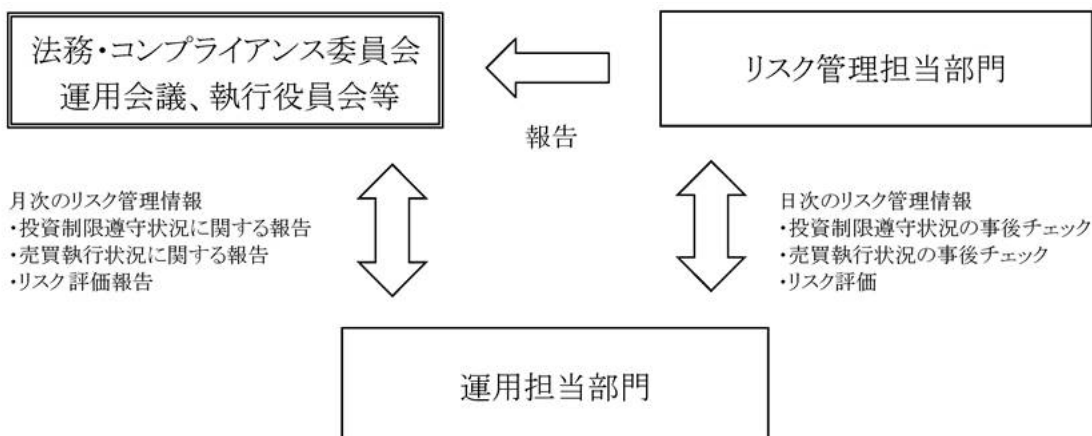 法務・コンプライアンス委員会
運用会議、執行役員会等
リスク管理担当部門
報告
月次のリスク管理情報
・投資制限遵守状況に関する報告
・売買執行状況に関する報告
・リスク評価報告
日次のリスク管理情報
・投資制限遵守状況の事後チェック
・売買執行状況の事後チェック
・リスク評価
運用担当部門